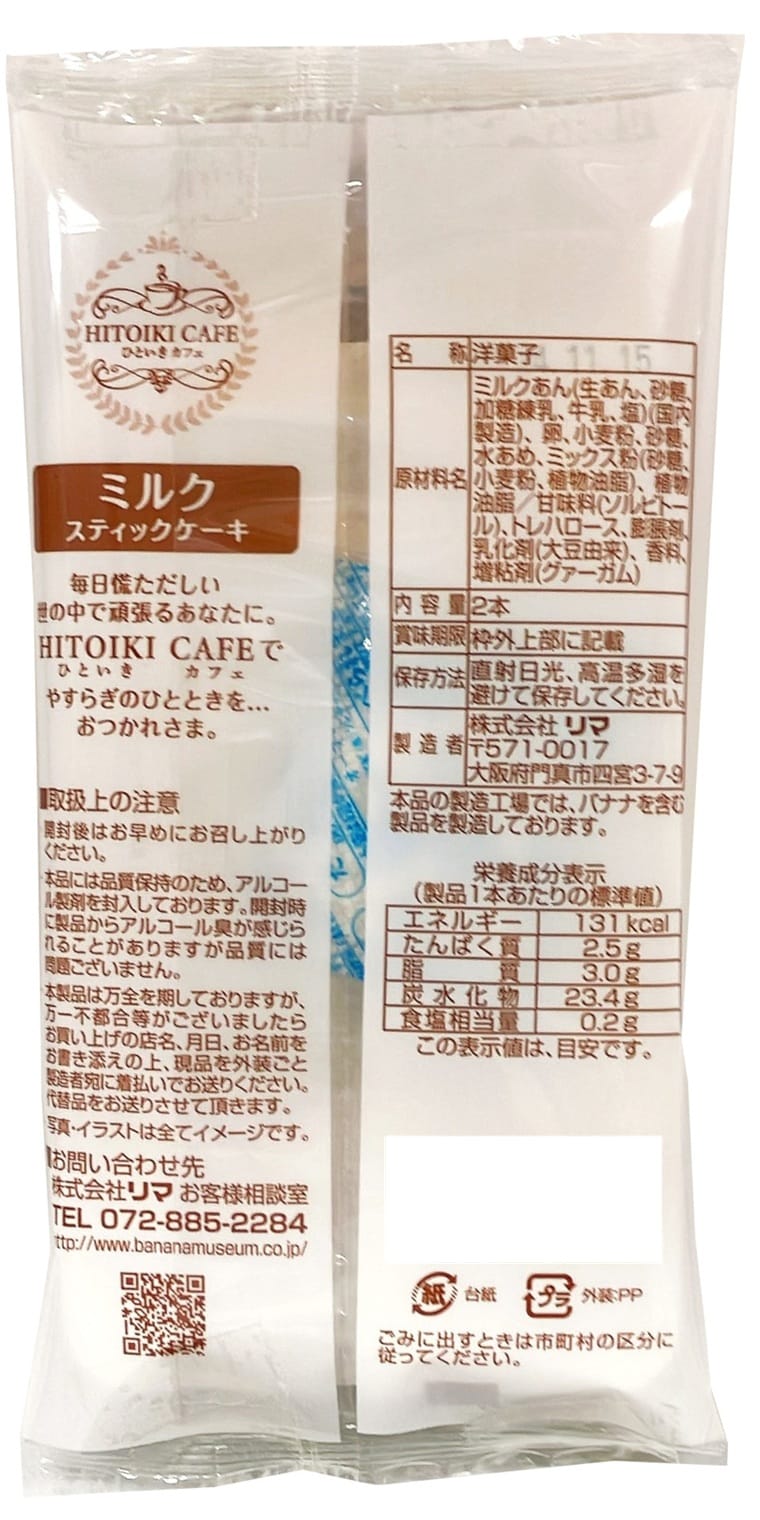 HITOIKI CAFE
ひといき カフェ
ミルク
スティックケーキ
毎日慌ただしい
世の中で頑張るあなたに。
HITOIKI CAFEで
ひといき カフェ
やすらぎのひとときを...
おつかれさま。
■取扱上の注意
開封後はお早めにお召し上がり
ください。
本品には品質保持のため、アルコー
ル製剤を封入しております。開封時
に製品からアルコール臭が感じら
れることがありますが品質には
問題ございません。
本製品は万全を期しておりますが、
万一不都合等がございましたら
お買い上げの店名、月日、お名前を
お書き添えの上、現品を外装ごと
製造者宛に着払いでお送りください。
代替品をお送りさせて頂きます。
写真・イラストは全てイメージです。
■お問い合わせ先
株式会社リマ お客様相談室
TEL 072-885-2284
http://www.bananamuseum.co.jp/
名称 洋菓子
11 15
原材料名 ミルクあん(生あん、砂糖、
加糖練乳、牛乳、塩)(国内
製造)、卵、小麦粉、砂糖、
水あめ、ミックス粉(砂糖、
小麦粉、植物油脂)、植物
油脂/甘味料(ソルビトー
ル)、トレハロース、膨脹剤、
乳化剤(大豆由来)、香料、
増粘剤(グァーガム)
内容量 2本
賞味期限 枠外上部に記載
保存方法 直射日光、高温多湿を
避けて保存してください。
製造者 株式会社 リマ
〒571-0017
大阪府門真市四宮3-7-9
本品の製造工場では、バナナを含む
製品を製造しております。
栄養成分表示
(製品1本あたりの標準値)
エネルギー 131kcal
たんぱく質 2.5g
脂質 3.0g
炭水化物 23.4g
食塩相当量 0.2g
この表示値は、目安です。
紙 台紙 プラ 外装:PP
ごみに出すときは市町村の区分に
従ってください。